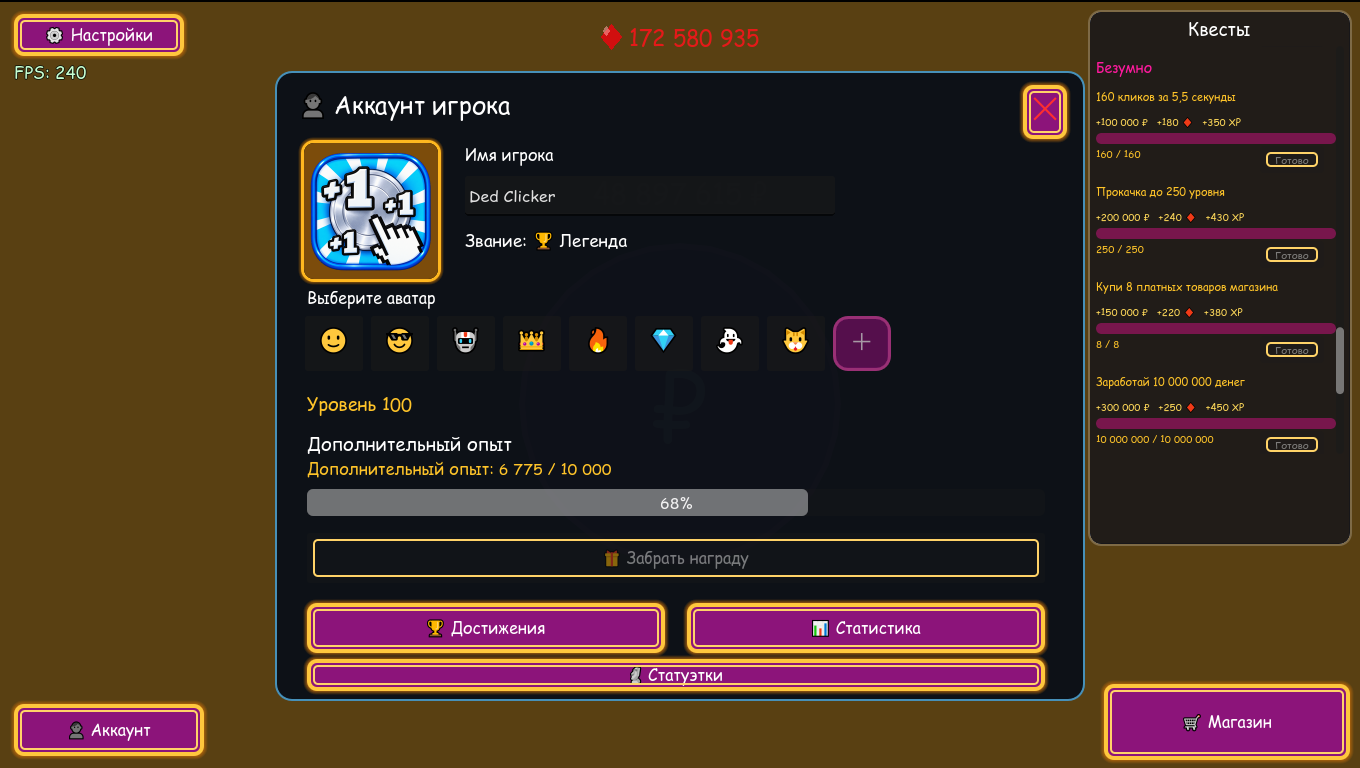 Настройки
FPS: 240
172 580 935
Аккаунт игрока
+1
+1
+1
Имя игрока
Ded Clicker
Звание: 🏆 Легенда
Выберите аватар
+
Уровень 100
Дополнительный опыт
Дополнительный опыт: 6 775 / 10 000
68%
Забрать награду
Достижения
Статистика
Статуэтки
Аккаунт
Квесты
Безумно
160 кликов за 5,5 секунды
+100 000 ₽ +180 ♦ +350 XP
160 / 160
Готово
Прокачка до 250 уровня
+200 000 ₽ +240 ♦ +430 XP
250 / 250
Готово
Купи 8 платных товаров магазина
+150 000 ₽ +220 ♦ +380 XP
8 / 8
Готово
Заработай 10 000 000 денег
+300 000 ₽ +250 ♦ +450 XP
10 000 000 / 10 000 000
Готово
Магазин